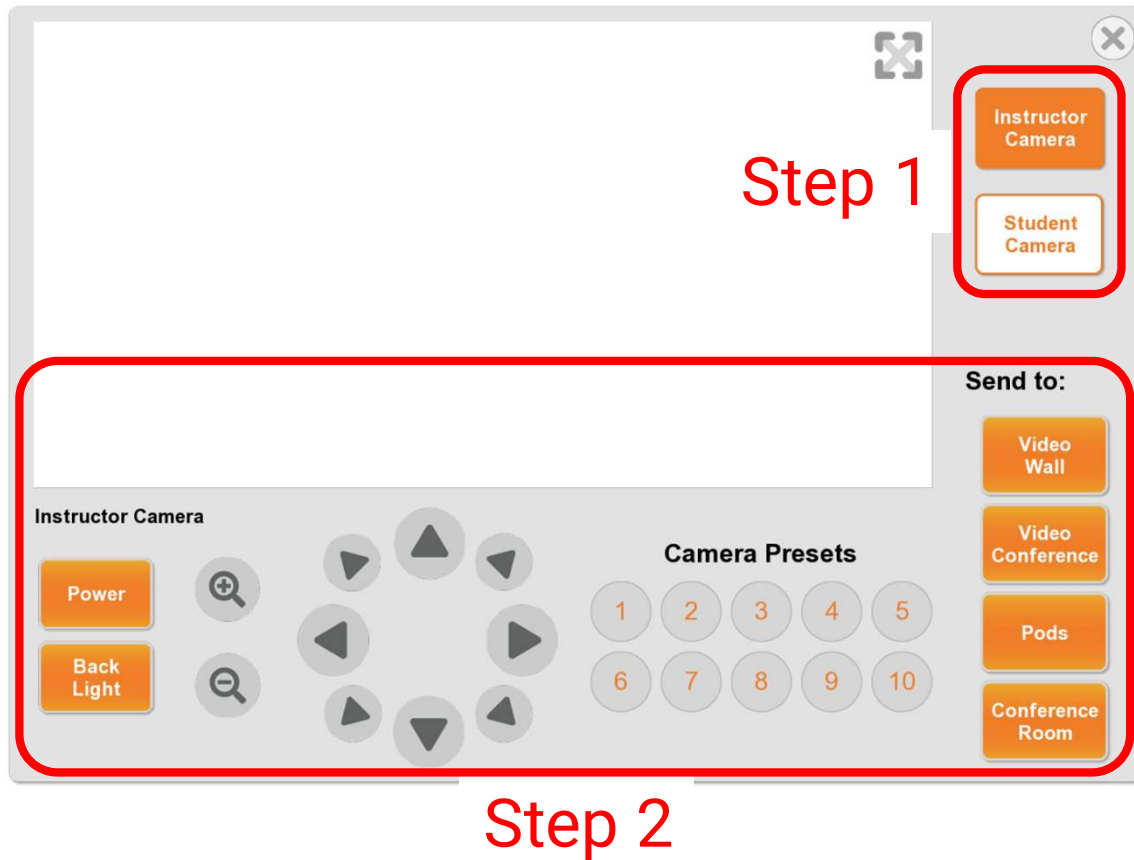 Instructor
Camera
Step 1
Student
Camera
Send to:
Video
Wall
Instructor Camera
Video
Conference
Camera Presets
Power
1 2 3 4 5
Pods
Back
Light
6 7 8 9 10
Conference
Room
Step 2